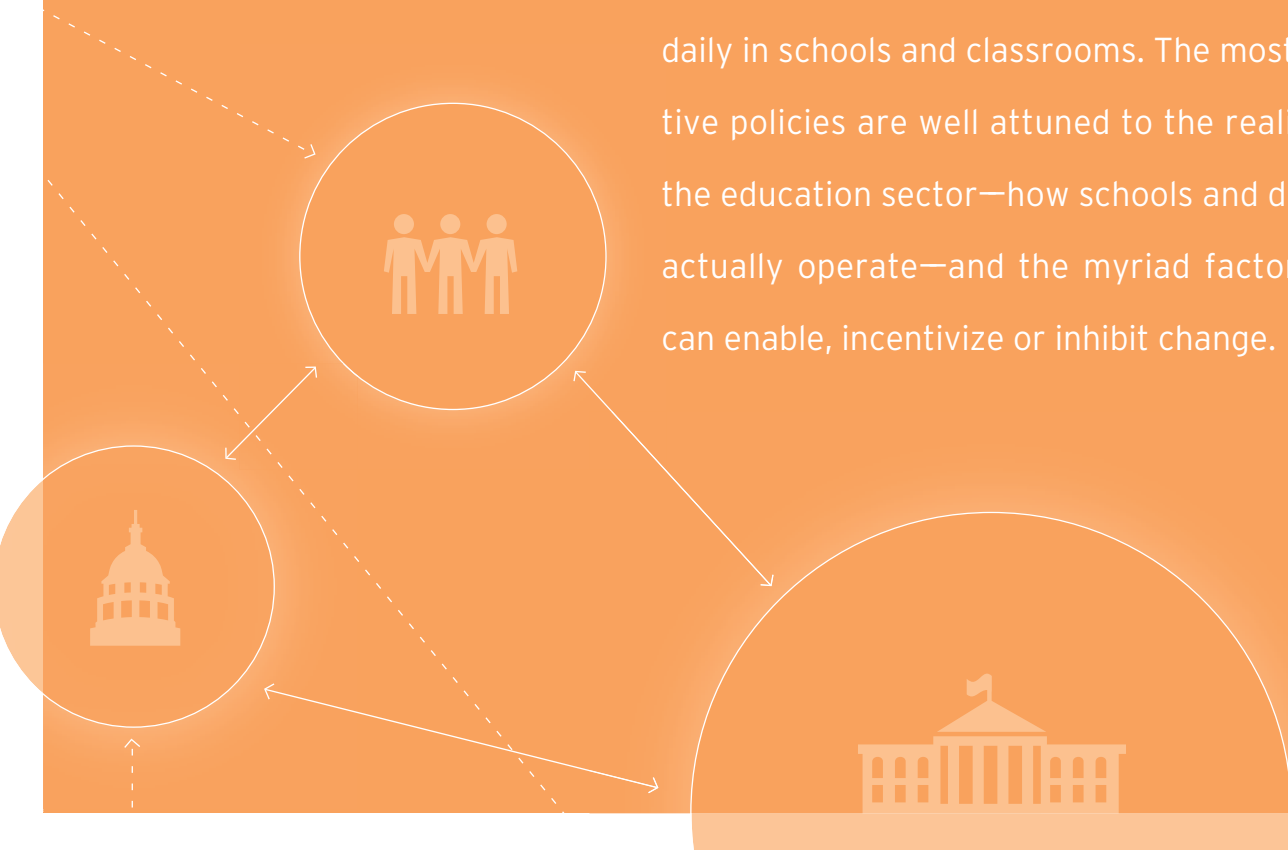 daily in schools and classrooms. The most
tive policies are well attuned to the real
the education sector—how schools and d
actually operate—and the myriad facto
can enable, incentivize or inhibit change.